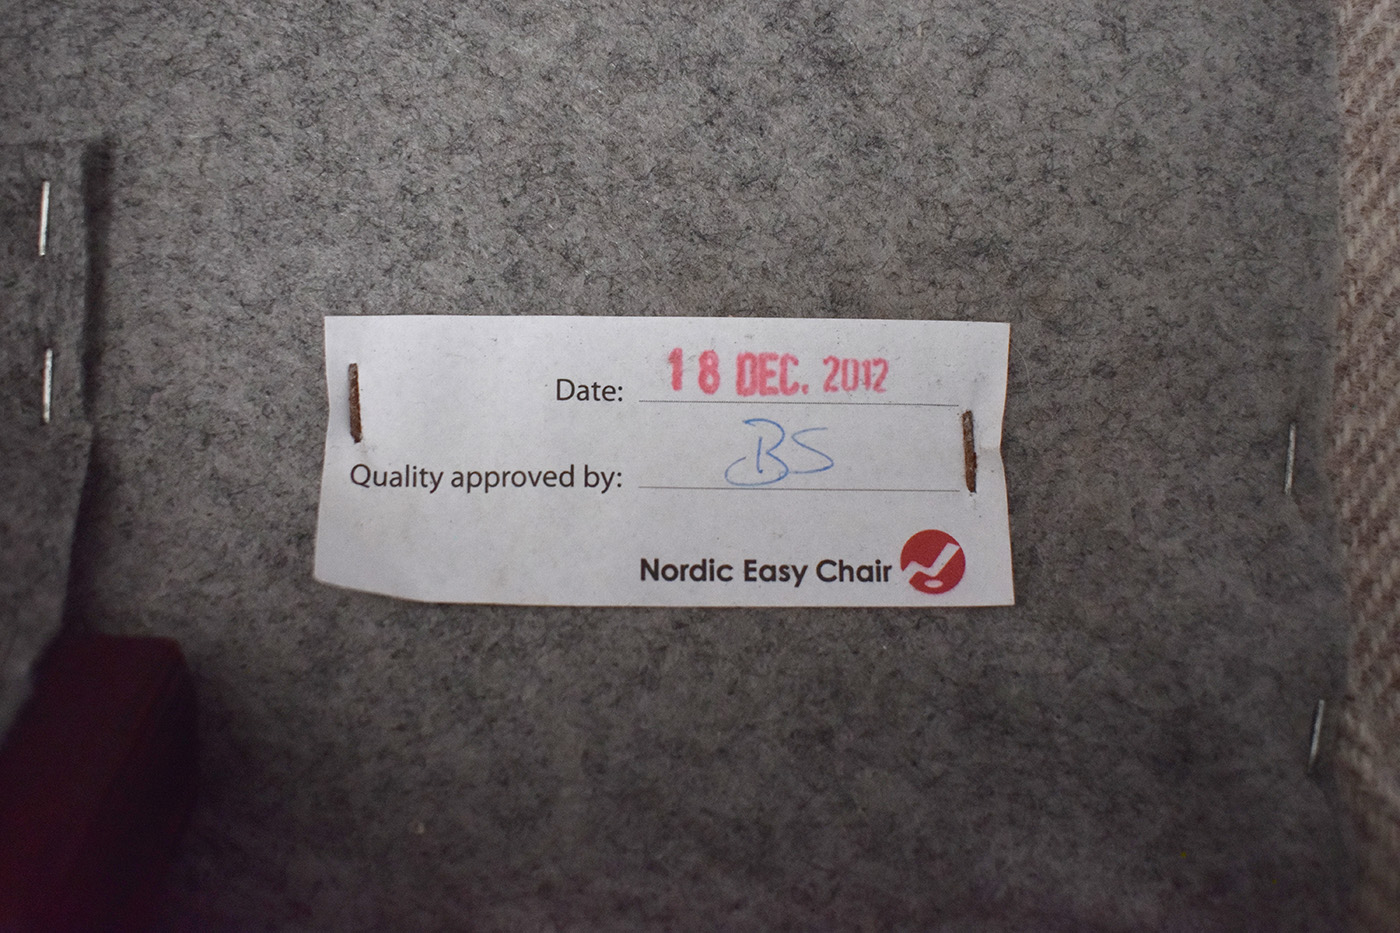 Date: 18 DEC. 2012
Quality approved by: BS
Nordic Easy Chair